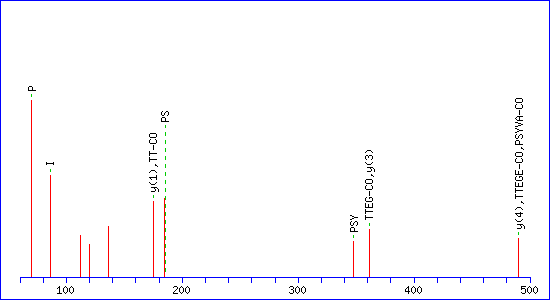 P
I
y(1),TT-CO
PS
PSY
TTEG-CO,y(3)
y(4),TTEGE-CO,PSYVA-CO
100 200 300 400 500